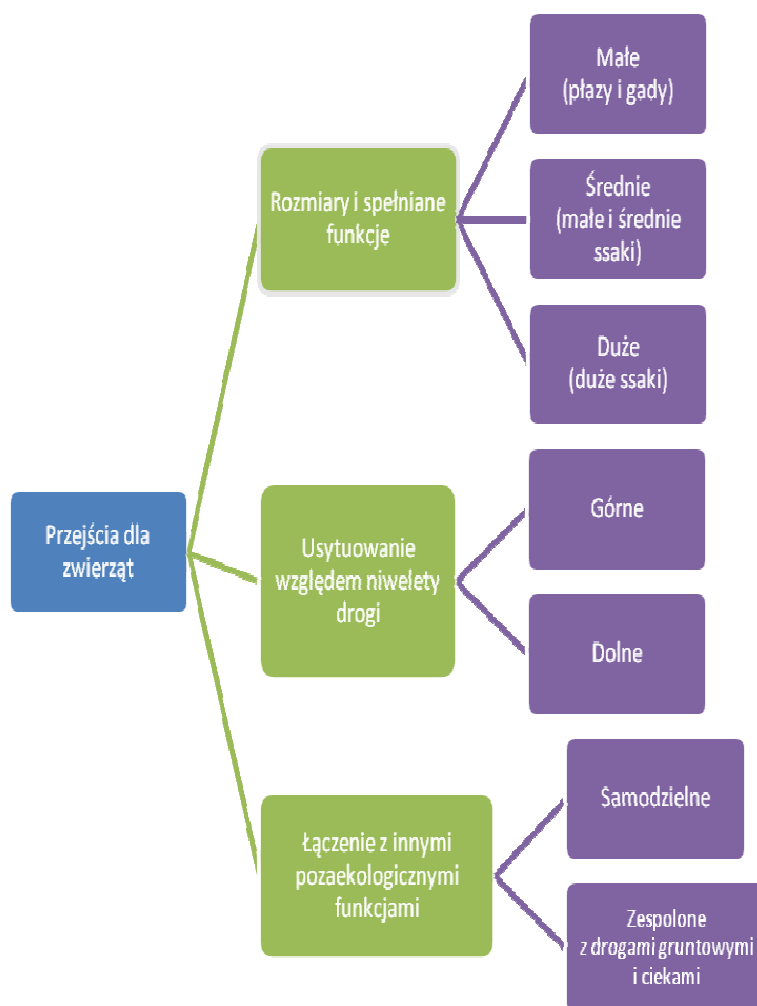 Przejścia dla
zwierząt
Rozmiary i spełniane
funkcję
Małe
(płazy i gady)
Średnie
(małe i średnie
ssaki)
Duże
(duże ssaki)
Usytuowanie
względem niwelety
drogi
Górne
Dolne
Łączenie z innymi
pozaekologicznymi
funkcjami
Samodzielne
Zespolone
z drogami gruntowymi
i ciekami